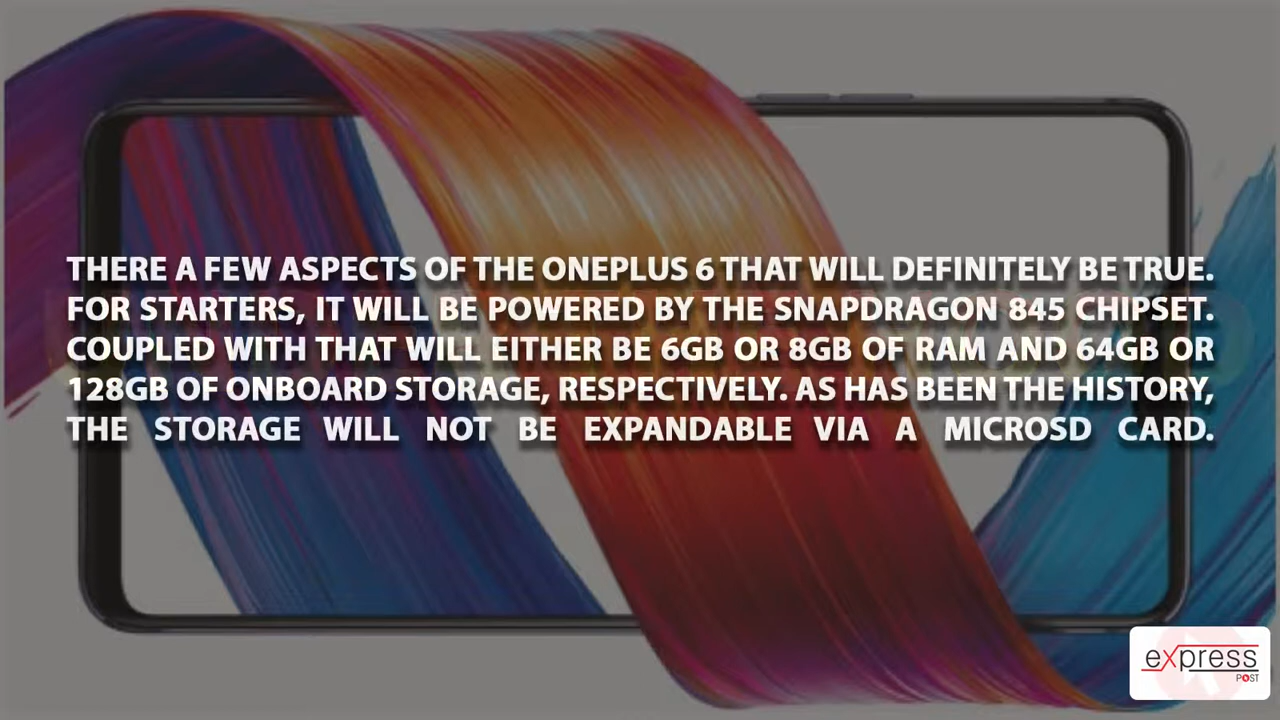 THERE A FEW ASPECTS OF THE ONEPLUS 6 THAT WILL DEFINITELY BE TRUE.
FOR STARTERS, IT WILL BE POWERED BY THE SNAPDRAGON 845 CHIPSET.
COUPLED WITH THAT WILL EITHER BE 6GB OR 8GB OF RAM AND 64GB OR
128GB OF ONBOARD STORAGE, RESPECTIVELY. AS HAS BEEN THE HISTORY,
THE STORAGE WILL NOT BE EXPANDABLE VIA A MICROSD CARD.
express
POST